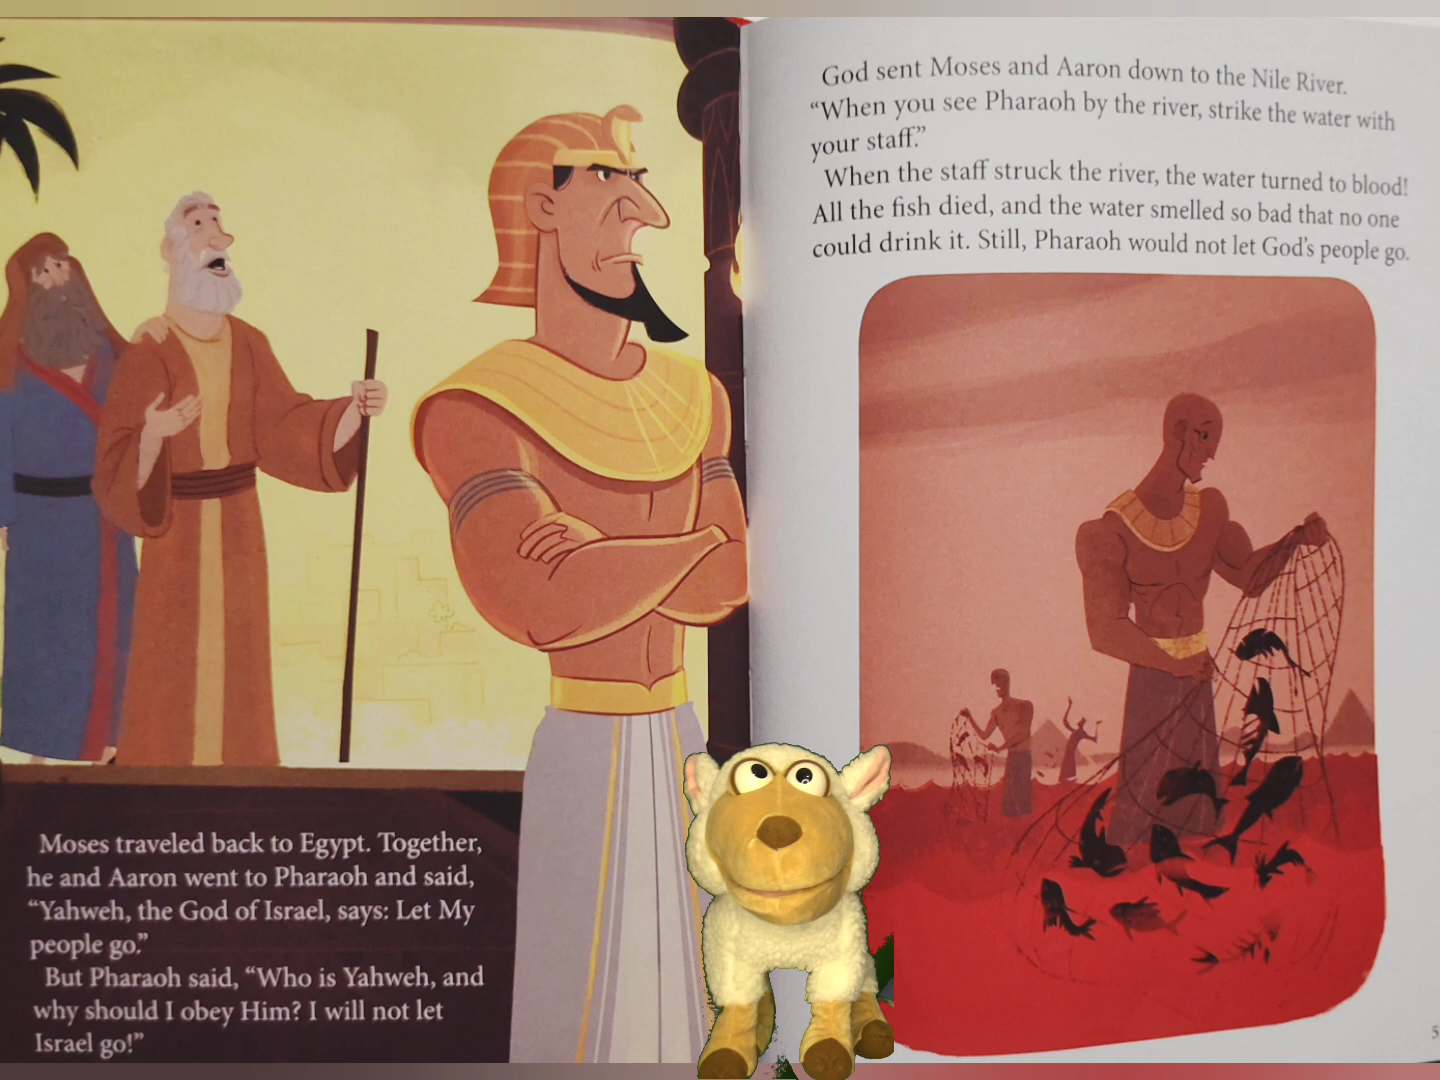 Moses traveled back to Egypt. Together,
he and Aaron went to Pharaoh and said,
“Yahweh, the God of Israel, says: Let My
people go.”
But Pharaoh said, “Who is Yahweh, and
why should I obey Him? I will not let
Israel go!”
God sent Moses and Aaron down to the Nile River.
“When you see Pharaoh by the river, strike the water with
your staff.”
When the staff struck the river, the water turned to blood!
All the fish died, and the water smelled so bad that no one
could drink it. Still, Pharaoh would not let God’s people go.